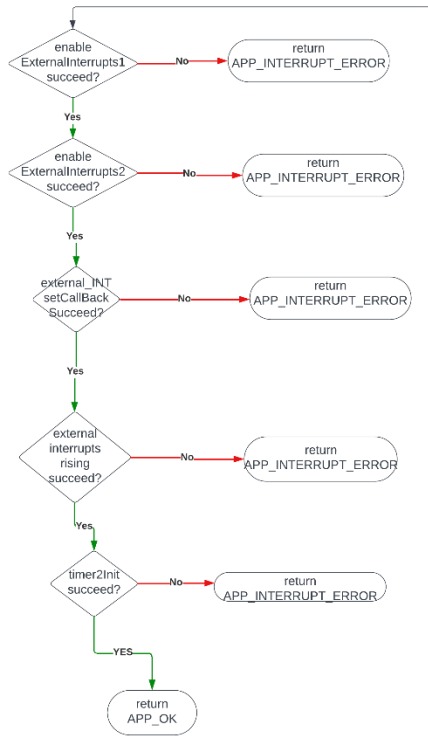 enable
ExternalInterrupts1
succeed?
No
return
APP_INTERRUPT_ERROR
Yes
enable
ExternalInterrupts2
succeed?
No
return
APP_INTERRUPT_ERROR
Yes
external_INT
setCallBack
Succeed?
No
return
APP_INTERRUPT_ERROR
Yes
external
interrupts
rising
succeed?
No
return
APP_INTERRUPT_ERROR
Yes
timer2Init
succeed?
No
return
APP_INTERRUPT_ERROR
YES
return
APP_OK